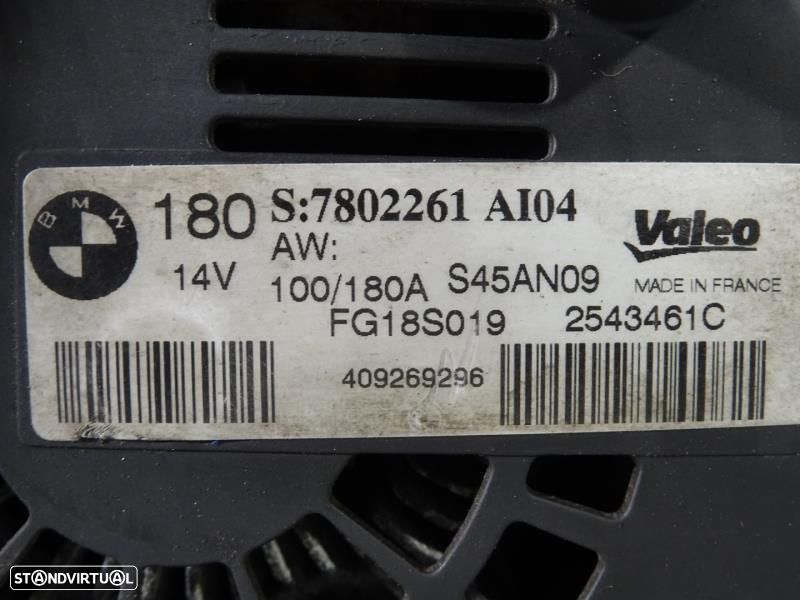 BMW
180 S:7802261 AI04
AW:
Valeo
14V 100/180A S45AN09 MADE IN FRANCE
FG18S019 2543461C
409269296
STANDVIRTUAL